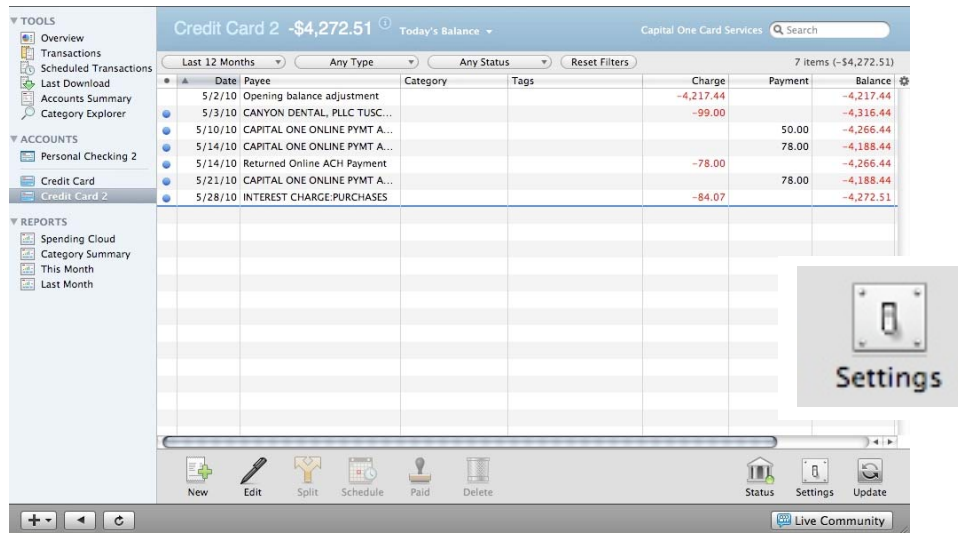 TOOLS
Overview
Transactions
Scheduled Transactions
Last Download
Accounts Summary
Category Explorer
ACCOUNTS
Personal Checking 2
Credit Card
Credit Card 2
REPORTS
Spending Cloud
Category Summary
This Month
Last Month
Credit Card 2 -$4,272.51 Today's Balance Capital One Card Services Search
Last 12 Months Any Type Any Status Reset Filters 7 items (-$4,272.51)
Date Payee Category Tags Charge Payment Balance
5/2/10 Opening balance adjustment -4,217.44 -4,217.44
5/3/10 CANYON DENTAL, PLLC TUSC... -99.00 -4,316.44
5/10/10 CAPITAL ONE ONLINE PYMT A... 50.00 -4,266.44
5/14/10 CAPITAL ONE ONLINE PYMT A... 78.00 -4,188.44
5/14/10 Returned Online ACH Payment -78.00 -4,266.44
5/21/10 CAPITAL ONE ONLINE PYMT A... 78.00 -4,188.44
5/28/10 INTEREST CHARGE:PURCHASES -84.07 -4,272.51
Settings
New Edit Split Schedule Paid Delete Status Settings Update
Live Community